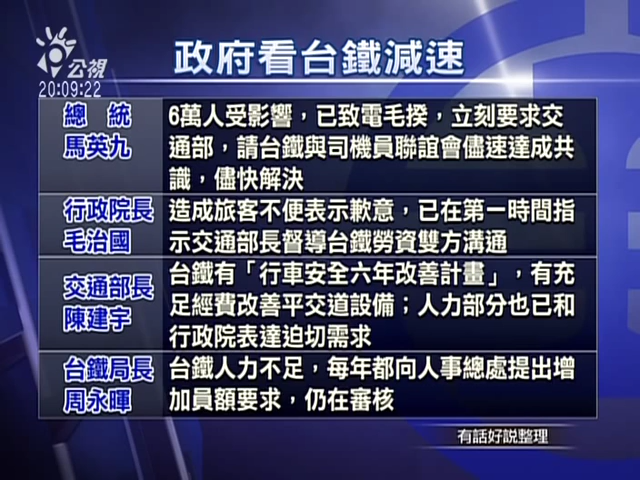 公視
20:09:22
政府看台鐵減速
總統
馬英九
6萬人受影響，已致電毛揆，立刻要求交
通部，請台鐵與司機員聯誼會儘速達成共
識，儘快解決
行政院長
毛治國
造成旅客不便表示歉意，已在第一時間指
示交通部長督導台鐵勞資雙方溝通
交通部長
陳建宇
台鐵有「行車安全六年改善計畫」，有充
足經費改善平交道設備；人力部分也已和
行政院表達迫切需求
台鐵局長
周永暉
台鐵人力不足，每年都向人事總處提出增
加員額要求，仍在審核
有話好説整理